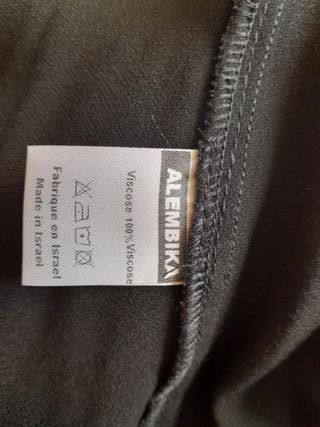 ALEMBIKA
Viscose 100% Viscose
Fabrique en Israel
Made in Israel